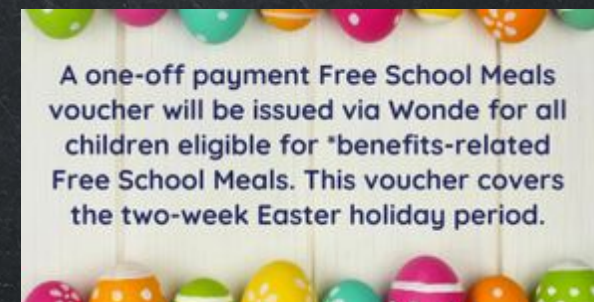 A one-off payment Free School Meals
voucher will be issued via Wonde for all
children eligible for *benefits-related
Free School Meals. This voucher covers
the two-week Easter holiday period.